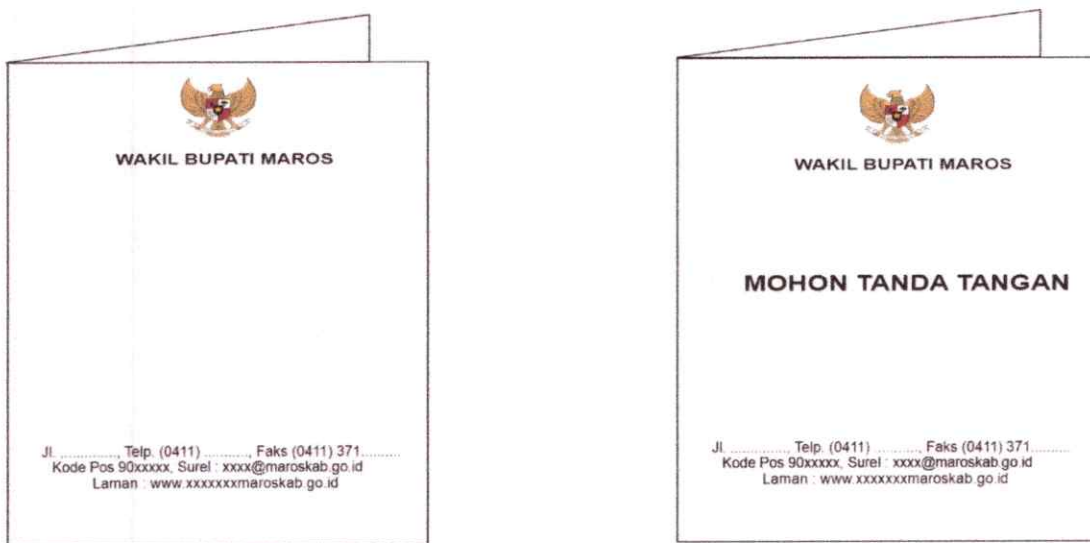 WAKIL BUPATI MAROS
Jl. .............., Telp. (0411) .........., Faks (0411) 371.........
Kode Pos 90xxxxx, Surel : xxxx@maroskab.go.id
Laman : www.xxxxxxxmaroskab.go.id
WAKIL BUPATI MAROS
MOHON TANDA TANGAN
Jl. .............., Telp. (0411) .........., Faks (0411) 371.........
Kode Pos 90xxxxx, Surel : xxxx@maroskab.go.id
Laman : www.xxxxxxxmaroskab.go.id